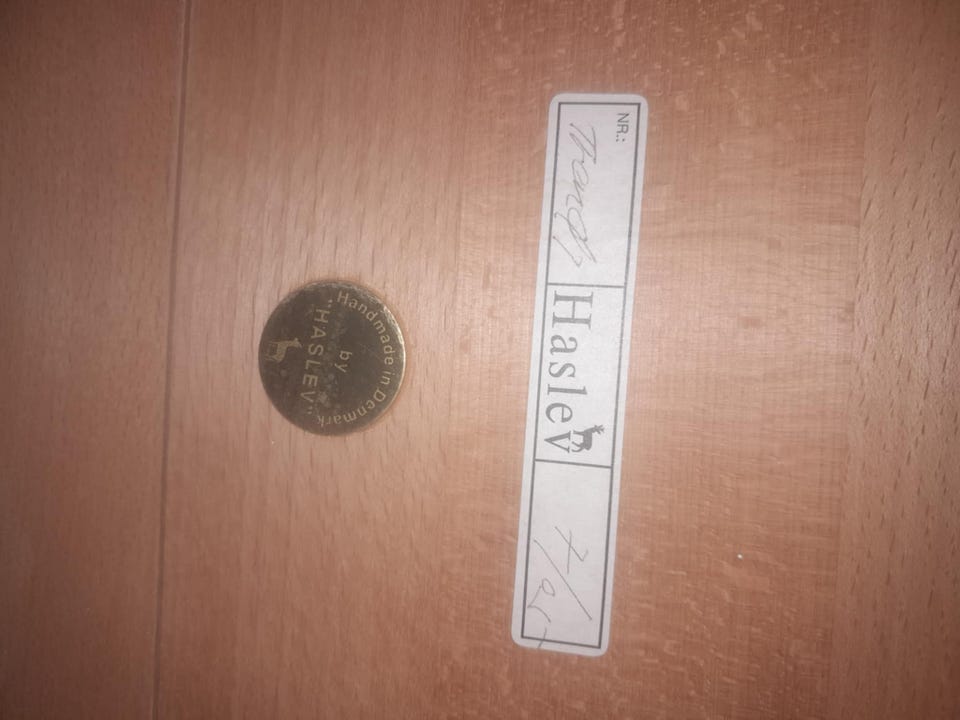 Handmade in Denmark
by
"HASLEV"
NR.:
Haslev